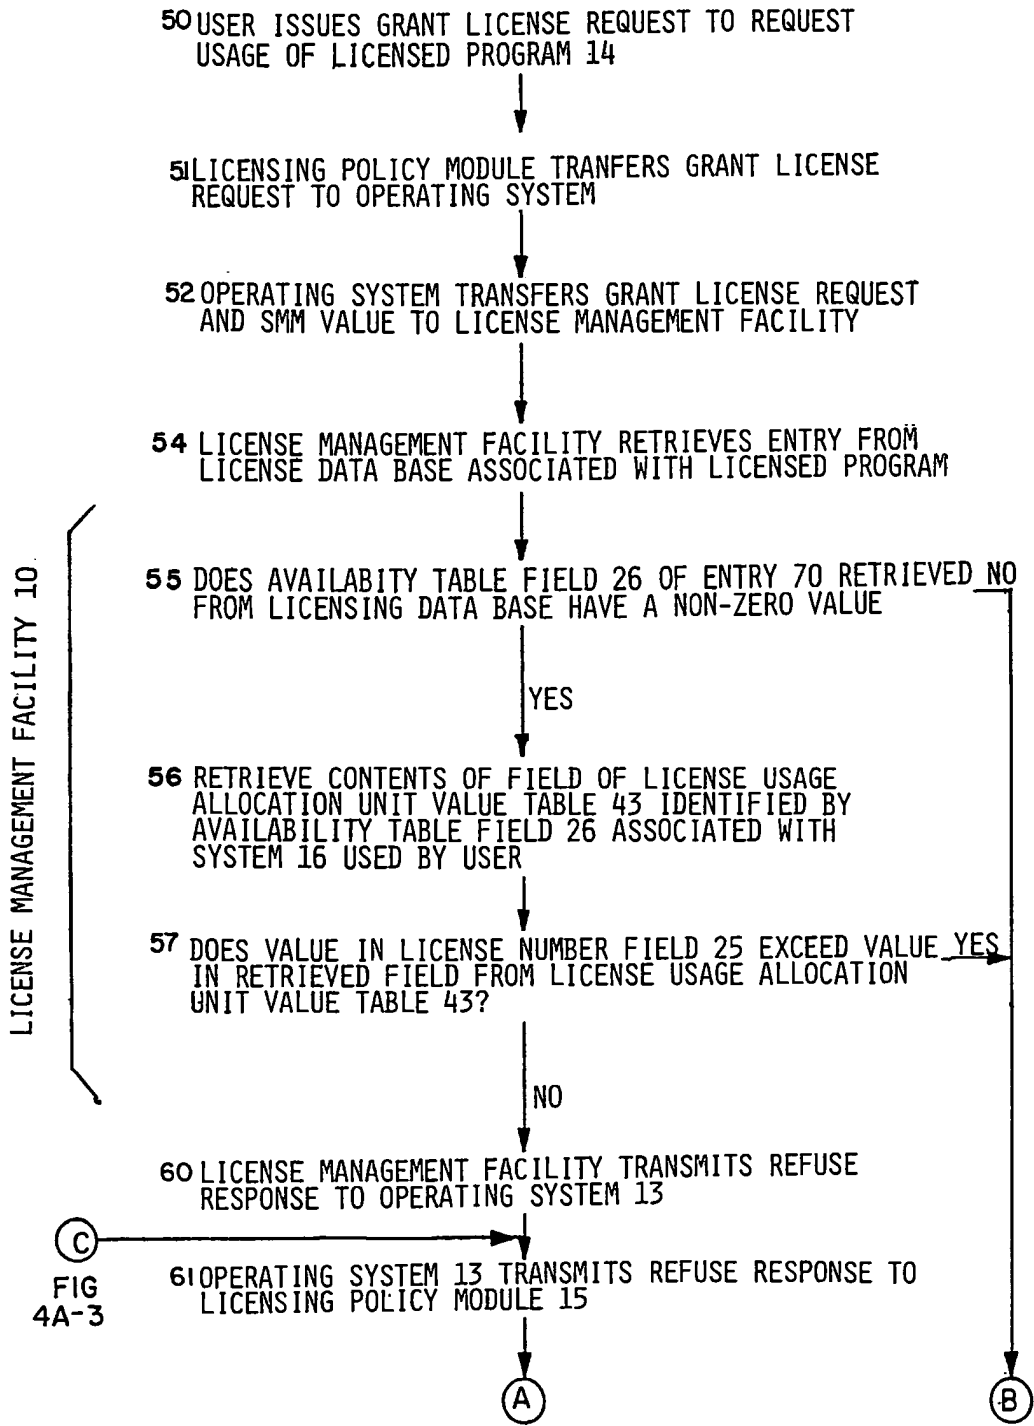 50 USER ISSUES GRANT LICENSE REQUEST TO REQUEST
USAGE OF LICENSED PROGRAM 14
51 LICENSING POLICY MODULE TRANFERS GRANT LICENSE
REQUEST TO OPERATING SYSTEM
52 OPERATING SYSTEM TRANSFERS GRANT LICENSE REQUEST
AND SMM VALUE TO LICENSE MANAGEMENT FACILITY
54 LICENSE MANAGEMENT FACILITY RETRIEVES ENTRY FROM
LICENSE DATA BASE ASSOCIATED WITH LICENSED PROGRAM
LICENSE MANAGEMENT FACILITY 10
55 DOES AVAILABITY TABLE FIELD 26 OF ENTRY 70 RETRIEVED NO
FROM LICENSING DATA BASE HAVE A NON-ZERO VALUE
YES
56 RETRIEVE CONTENTS OF FIELD OF LICENSE USAGE
ALLOCATION UNIT VALUE TABLE 43 IDENTIFIED BY
AVAILABILITY TABLE FIELD 26 ASSOCIATED WITH
SYSTEM 16 USED BY USER
57 DOES VALUE IN LICENSE NUMBER FIELD 25 EXCEED VALUE YES
IN RETRIEVED FIELD FROM LICENSE USAGE ALLOCATION
UNIT VALUE TABLE 43?
NO
60 LICENSE MANAGEMENT FACILITY TRANSMITS REFUSE
RESPONSE TO OPERATING SYSTEM 13
C
FIG
4A-3
61 OPERATING SYSTEM 13 TRANSMITS REFUSE RESPONSE TO
LICENSING POLICY MODULE 15
A
B